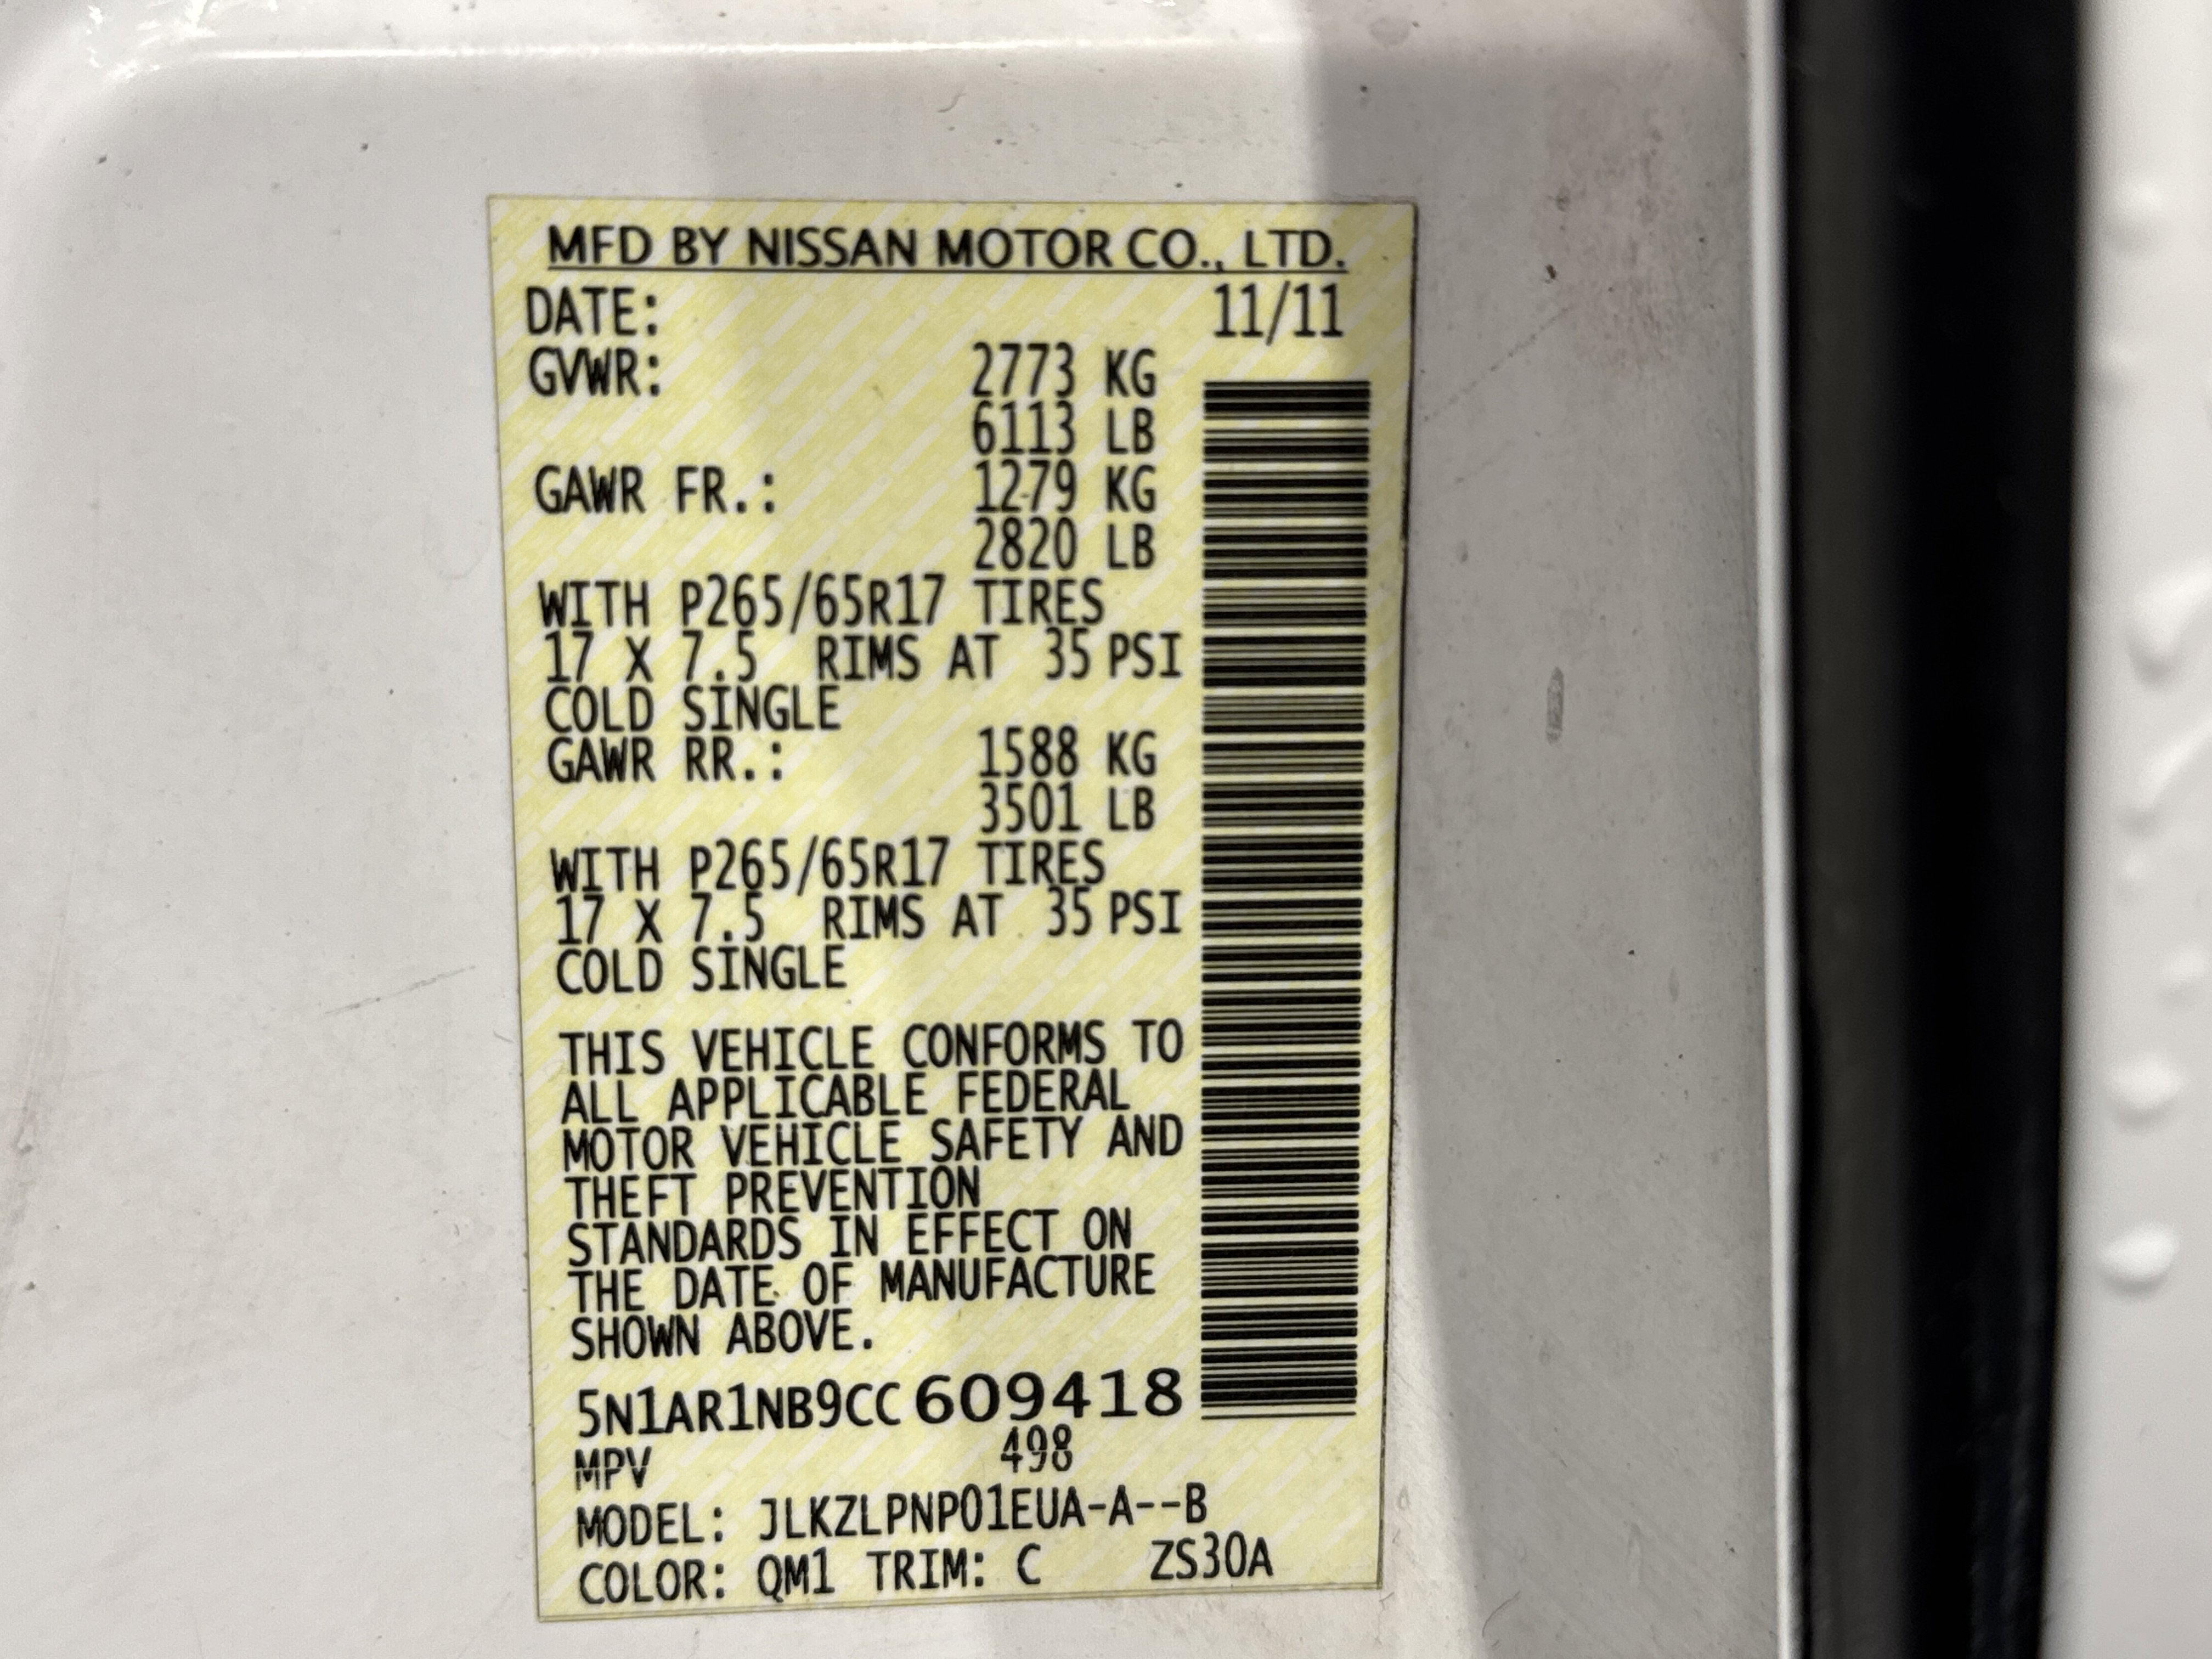 MFD BY NISSAN MOTOR CO., LTD.
DATE: 11/11
GVWR: 2773 KG
6113 LB
GAWR FR.: 1279 KG
2820 LB
WITH P265/65R17 TIRES
17 X 7.5 RIMS AT 35 PSI
COLD SINGLE
GAWR RR.: 1588 KG
3501 LB
WITH P265/65R17 TIRES
17 X 7.5 RIMS AT 35 PSI
COLD SINGLE
THIS VEHICLE CONFORMS TO
ALL APPLICABLE FEDERAL
MOTOR VEHICLE SAFETY AND
THEFT PREVENTION
STANDARDS IN EFFECT ON
THE DATE OF MANUFACTURE
SHOWN ABOVE.
5N1AR1NB9CC609418
MPV 498
MODEL: JLKZLPNP01EUA-A--B
COLOR: QM1 TRIM: C ZS30A